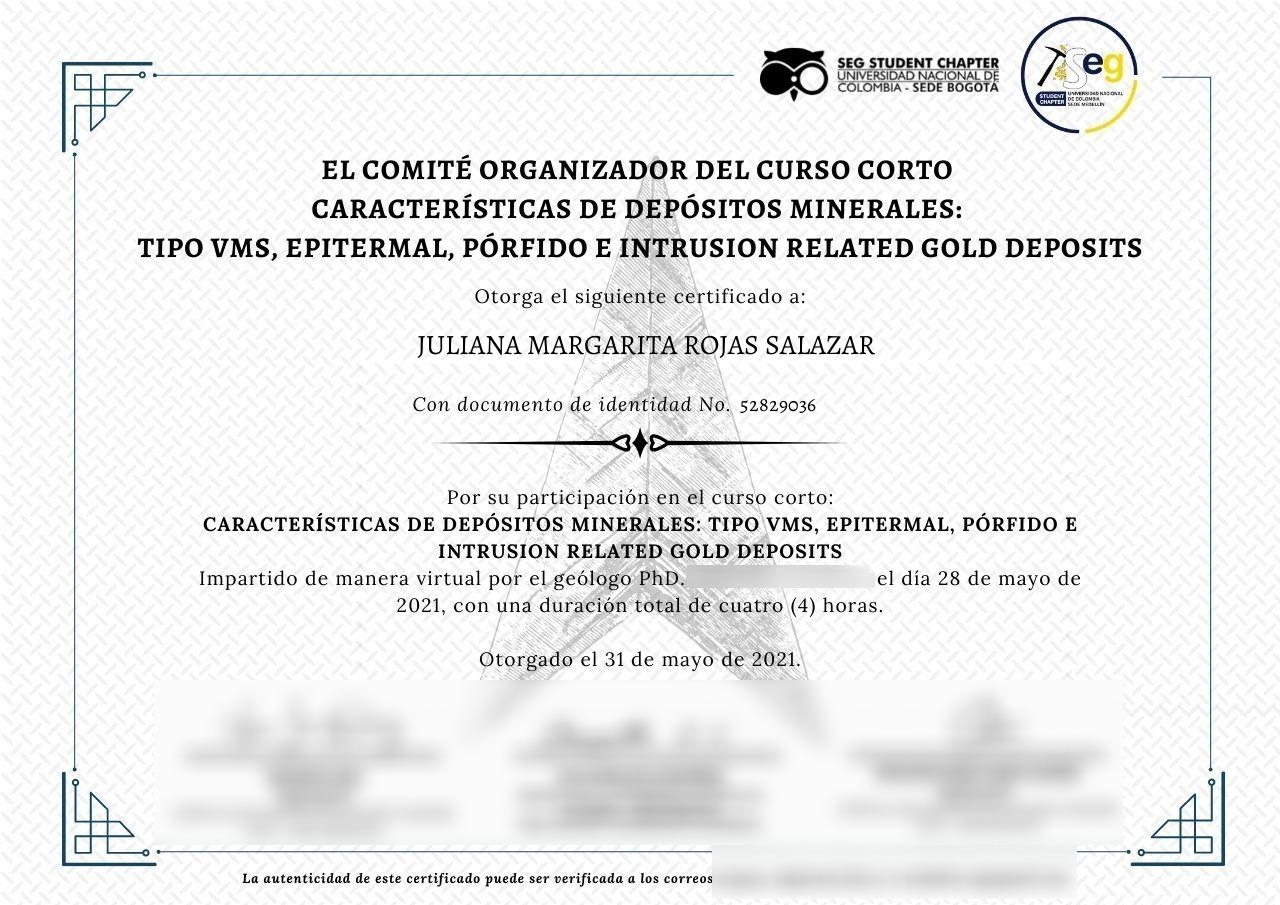 SEG STUDENT CHAPTER
UNIVERSIDAD NACIONAL DE
COLOMBIA - SEDE BOGOTÁ
Seg
STUDENT CHAPTER
UNIVERSIDAD NACIONAL
DE COLOMBIA
SEDE MEDELLÍN
EL COMITÉ ORGANIZADOR DEL CURSO CORTO
CARACTERÍSTICAS DE DEPÓSITOS MINERALES:
TIPO VMS, EPITERMAL, PÓRFIDO E INTRUSION RELATED GOLD DEPOSITS
Otorga el siguiente certificado a:
JULIANA MARGARITA ROJAS SALAZAR
Con documento de identidad No. 52829036
Por su participación en el curso corto:
CARACTERÍSTICAS DE DEPÓSITOS MINERALES: TIPO VMS, EPITERMAL, PÓRFIDO E
INTRUSION RELATED GOLD DEPOSITS
Impartido de manera virtual por el geólogo PhD. el día 28 de mayo de
2021, con una duración total de cuatro (4) horas.
Otorgado el 31 de mayo de 2021.
La autenticidad de este certificado puede ser verificada a los correos